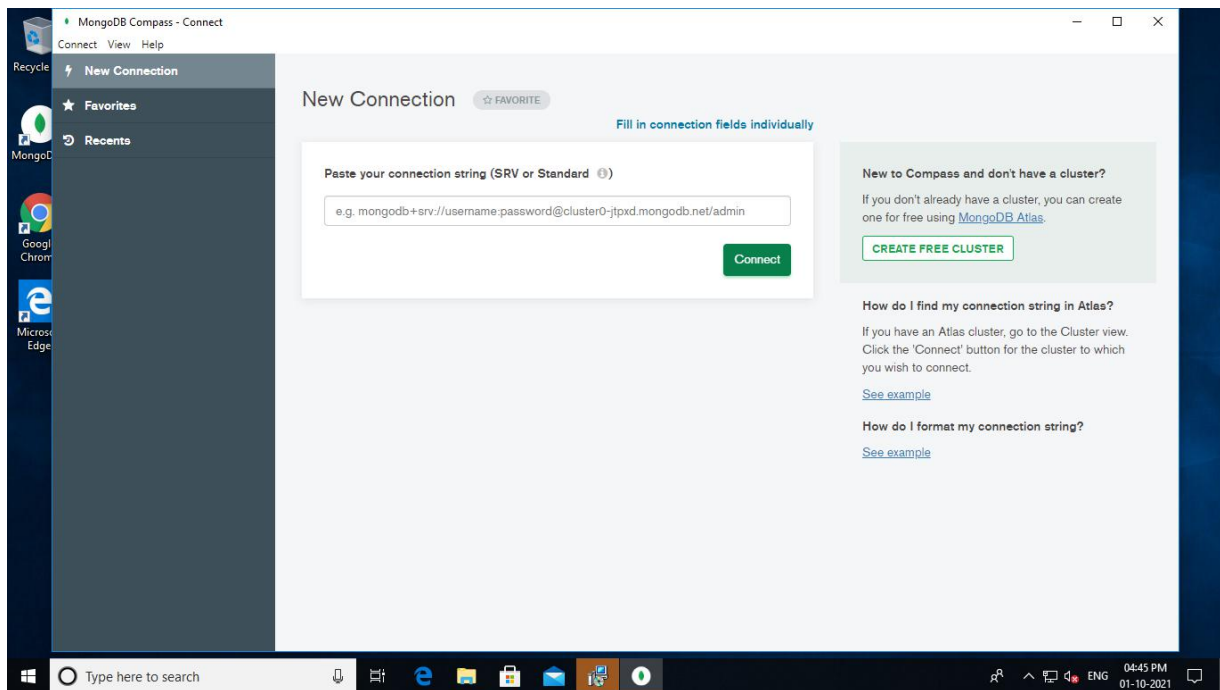 MongoDB Compass - Connect
Connect View Help
Recycle
New Connection
Favorites
Recents
New Connection
FAVORITE
Fill in connection fields individually
Paste your connection string (SRV or Standard )
e.g. mongodb+srv://username:password@cluster0-jtpxd.mongodb.net/admin
Connect
New to Compass and don't have a cluster?
If you don't already have a cluster, you can create
one for free using MongoDB Atlas.
CREATE FREE CLUSTER
How do I find my connection string in Atlas?
If you have an Atlas cluster, go to the Cluster view.
Click the 'Connect' button for the cluster to which
you wish to connect.
See example
How do I format my connection string?
See example
MongoD
Googl
Chrom
Micros
Edge
Type here to search
ENG
04:45 PM
01-10-2021